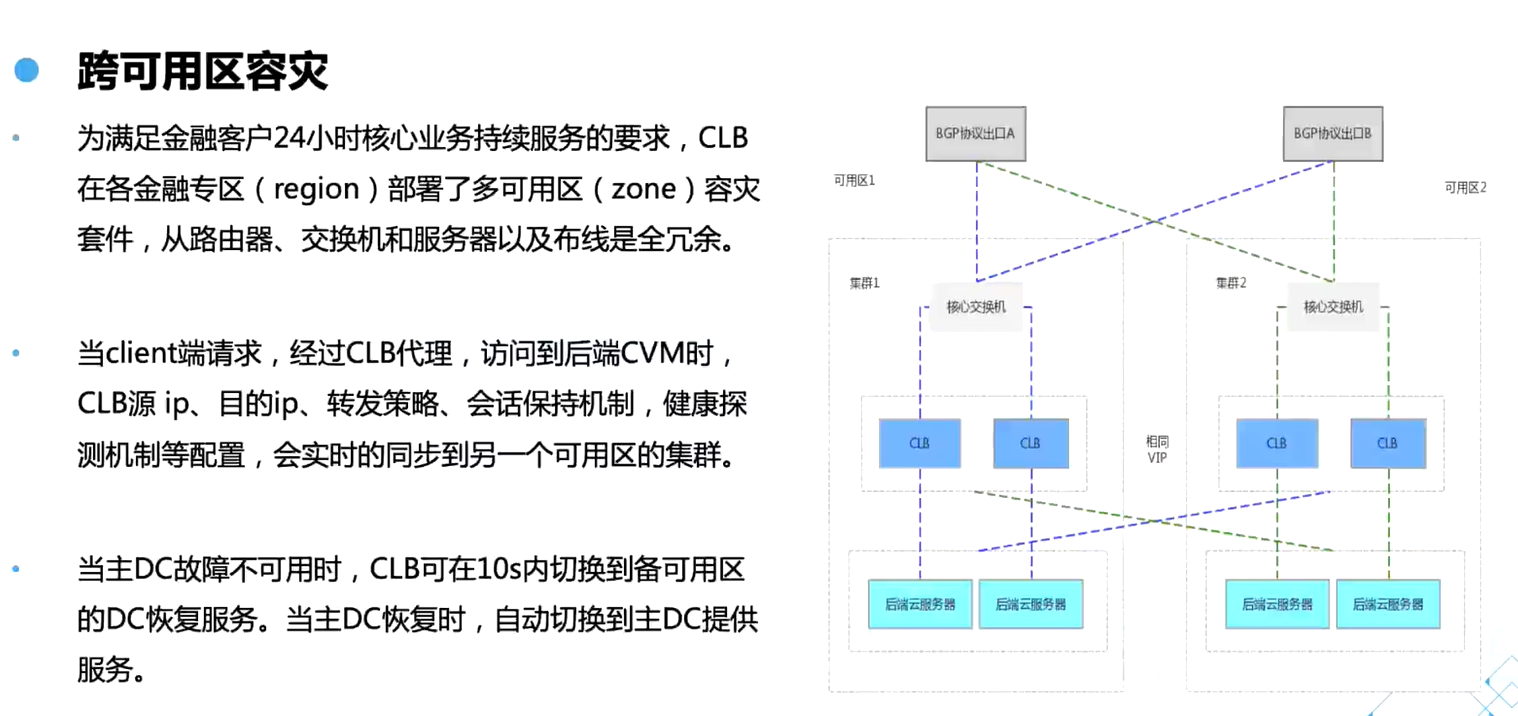 跨可用区容灾
为满足金融客户24小时核心业务持续服务的要求，CLB
在各金融专区（region）部署了多可用区（zone）容灾
套件，从路由器、交换机和服务器以及布线是全冗余。
当client端请求，经过CLB代理，访问到后端CVM时，
CLB源 ip、目的ip、转发策略、会话保持机制，健康探
测机制等配置，会实时的同步到另一个可用区的集群。
当主DC故障不可用时，CLB可在10s内切换到备可用区
的DC恢复服务。当主DC恢复时，自动切换到主DC提供
服务。
BGP协议出口A
BGP协议出口B
可用区1
可用区2
集群1
集群2
核心交换机
核心交换机
CLB
CLB
相同
VIP
CLB
CLB
后端云服务器
后端云服务器
后端云服务器
后端云服务器